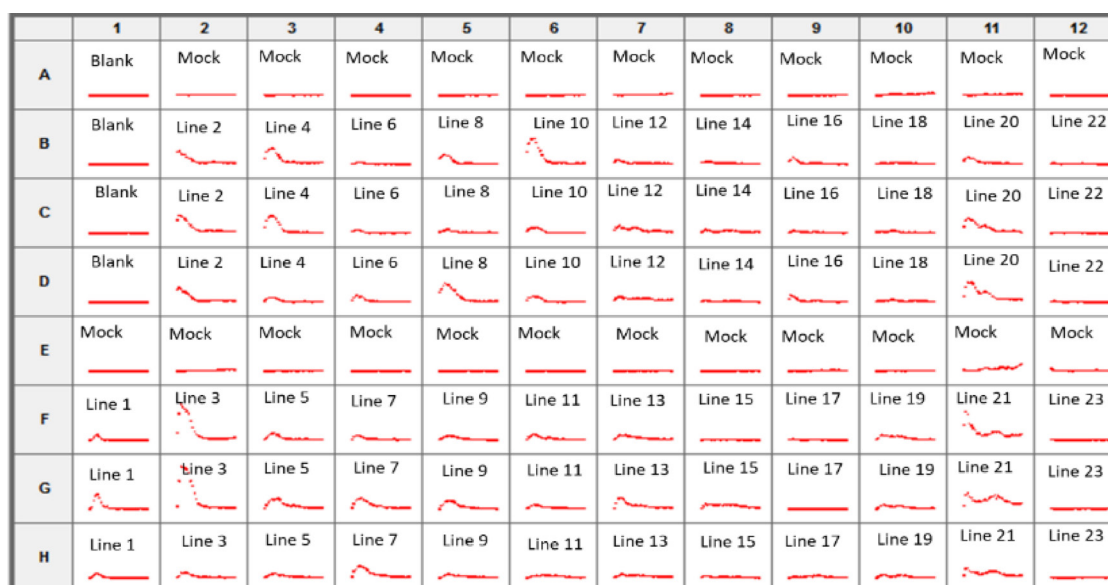 1 2 3 4 5 6 7 8 9 10 11 12
A Blank Mock Mock Mock Mock Mock Mock Mock Mock Mock Mock Mock
B Blank Line 2 Line 4 Line 6 Line 8 Line 10 Line 12 Line 14 Line 16 Line 18 Line 20 Line 22
C Blank Line 2 Line 4 Line 6 Line 8 Line 10 Line 12 Line 14 Line 16 Line 18 Line 20 Line 22
D Blank Line 2 Line 4 Line 6 Line 8 Line 10 Line 12 Line 14 Line 16 Line 18 Line 20 Line 22
E Mock Mock Mock Mock Mock Mock Mock Mock Mock Mock Mock Mock
F Line 1 Line 3 Line 5 Line 7 Line 9 Line 11 Line 13 Line 15 Line 17 Line 19 Line 21 Line 23
G Line 1 Line 3 Line 5 Line 7 Line 9 Line 11 Line 13 Line 15 Line 17 Line 19 Line 21 Line 23
H Line 1 Line 3 Line 5 Line 7 Line 9 Line 11 Line 13 Line 15 Line 17 Line 19 Line 21 Line 23